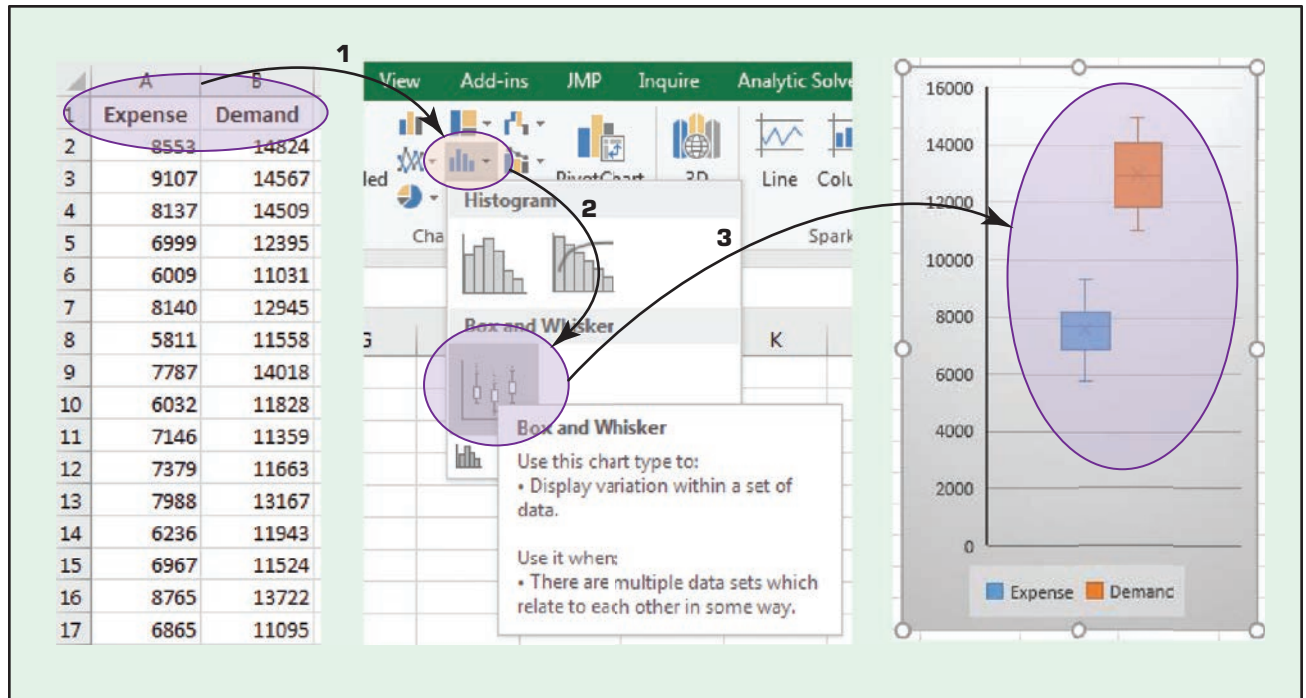 1
A B
1 Expense Demand
2 8553 14824
3 9107 14567
4 8137 14509
5 6999 12395
6 6009 11031
7 8140 12945
8 5811 11558
9 7787 14018
10 6032 11828
11 7146 11359
12 7379 11663
13 7988 13167
14 6236 11943
15 6967 11524
16 8765 13722
17 6865 11095
View Add-ins JMP Inquire Analytic Solve
led PivotChart 3D Line Colu
Histogram
2
Cha Spark
Box and Whisker
G K
Box and Whisker
Use this chart type to:
• Display variation within a set of
data.
Use it when:
• There are multiple data sets which
relate to each other in some way.
3
16000
14000
12000
10000
8000
6000
4000
2000
0
Expense Demand